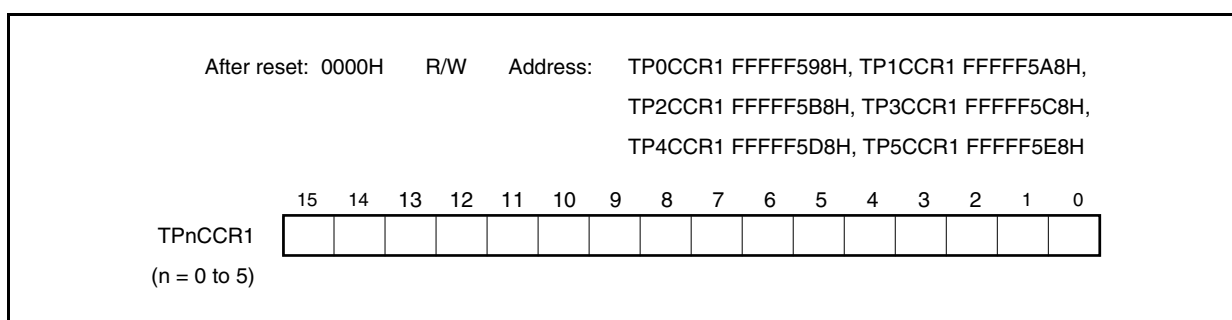 After reset: 0000H R/W Address: TP0CCR1 FFFFF598H, TP1CCR1 FFFFF5A8H,
TP2CCR1 FFFFF5B8H, TP3CCR1 FFFFF5C8H,
TP4CCR1 FFFFF5D8H, TP5CCR1 FFFFF5E8H
15 14 13 12 11 10 9 8 7 6 5 4 3 2 1 0
TPnCCR1
(n = 0 to 5)